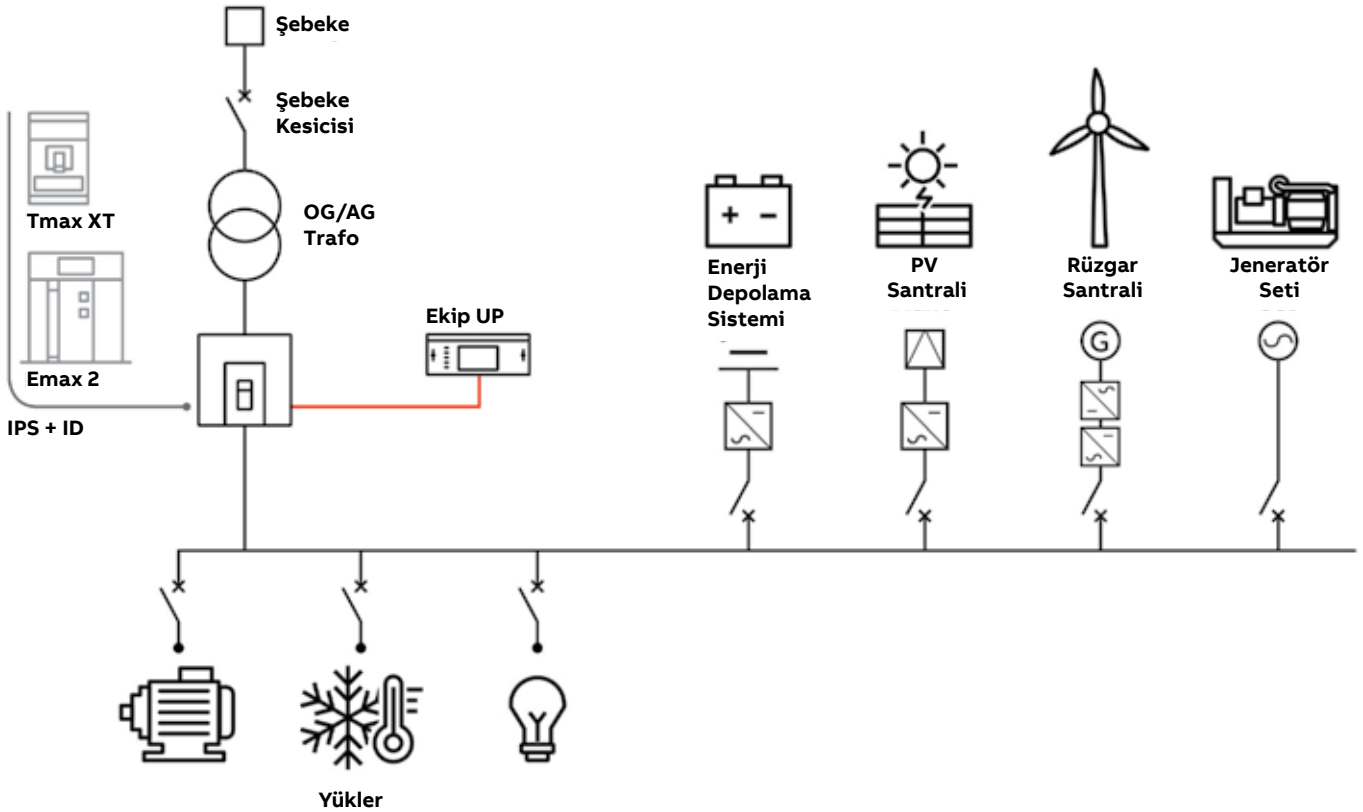 Şebeke
Şebeke
Kesicisi
Tmax XT
OG/AG
Trafo
Emax 2
IPS + ID
Ekip UP
Enerji
Depolama
Sistemi
+ −
PV
Santrali
Rüzgar
Santrali
G
Jeneratör
Seti
Yükler